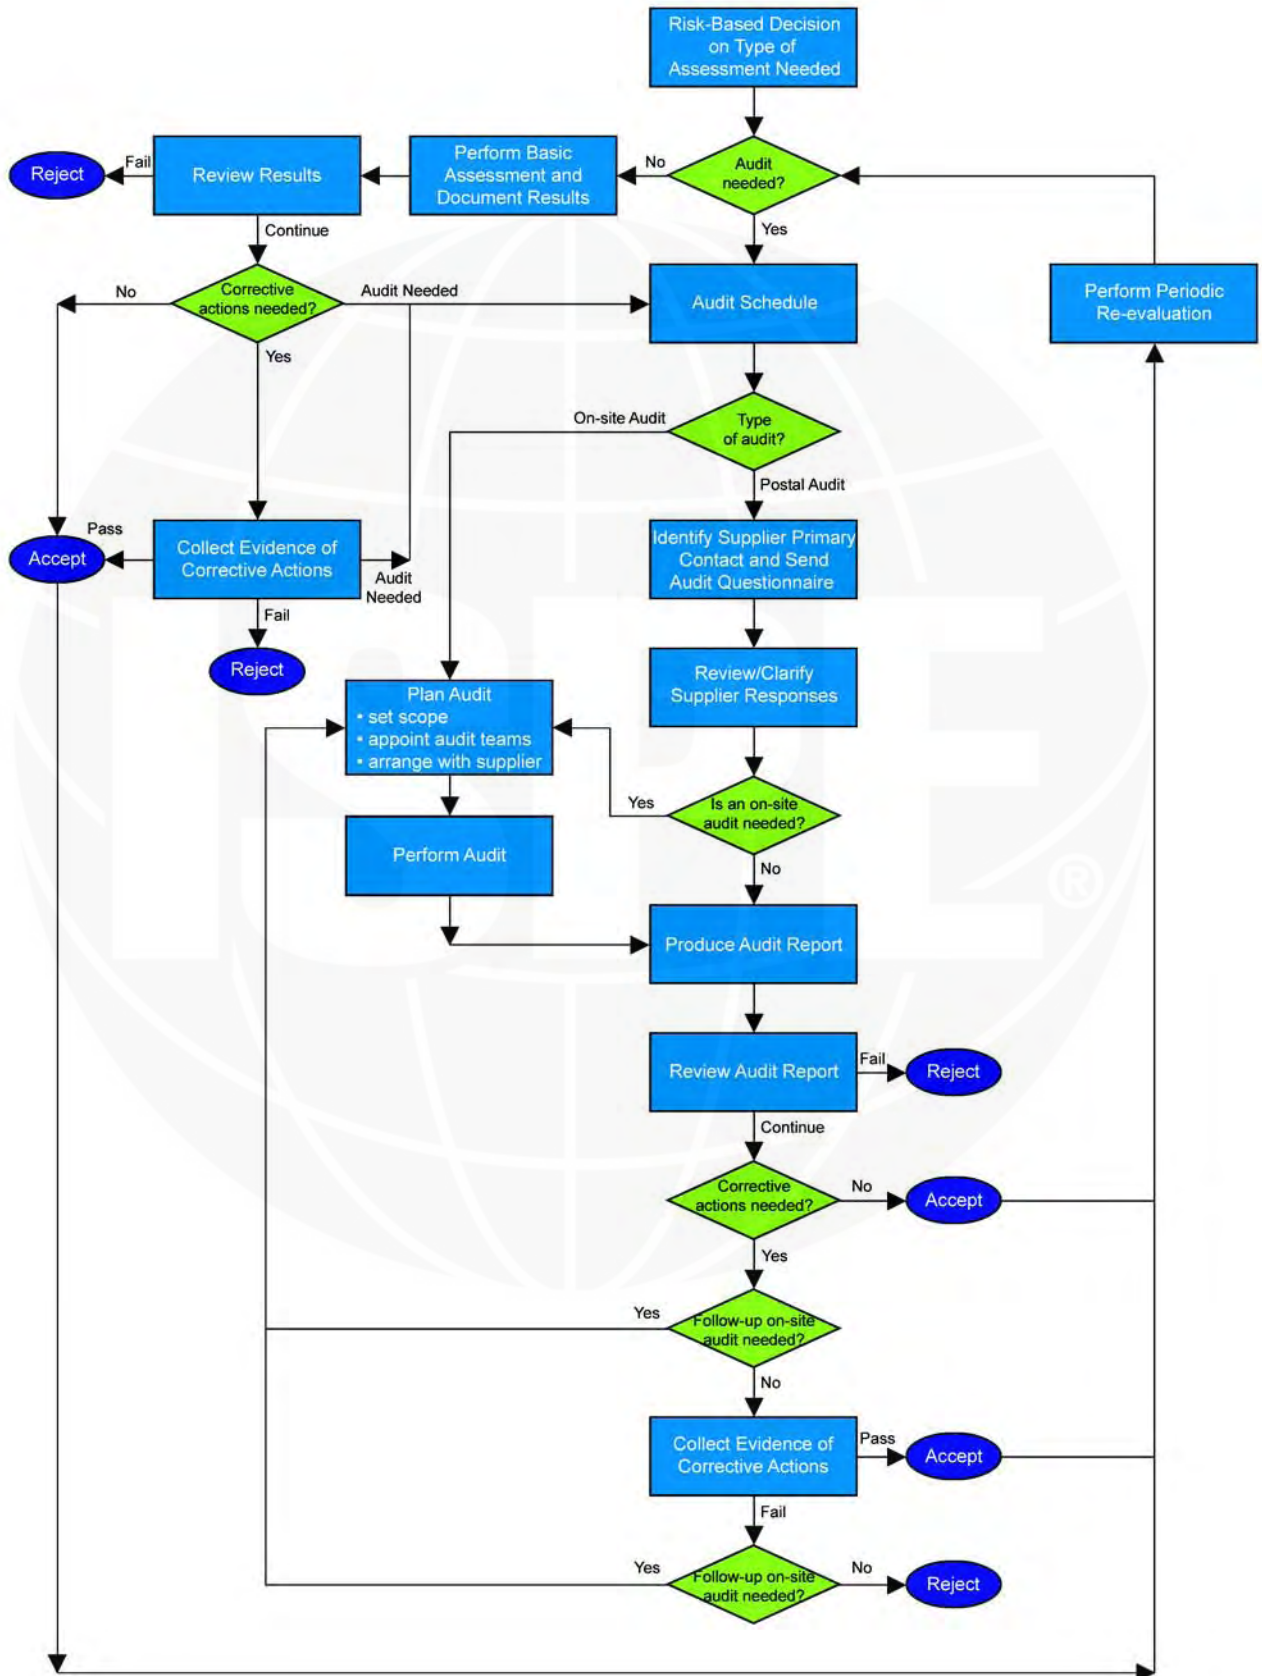 Risk-Based Decision
on Type of
Assessment Needed
Reject
Fail
Review Results
Perform Basic
Assessment and
Document Results
No
Audit
needed?
Continue
Yes
No
Corrective
actions needed?
Audit Needed
Audit Schedule
Perform Periodic
Re-evaluation
Yes
On-site Audit
Type
of audit?
Postal Audit
Accept
Pass
Collect Evidence of
Corrective Actions
Audit
Needed
Identify Supplier Primary
Contact and Send
Audit Questionnaire
Fail
Reject
Review/Clarify
Supplier Responses
Plan Audit
• set scope
• appoint audit teams
• arrange with supplier
Yes
Is an on-site
audit needed?
Perform Audit
No
Produce Audit Report
Review Audit Report
Fail
Reject
Continue
Corrective
actions needed?
No
Accept
Yes
Yes
Follow-up on-site
audit needed?
No
Collect Evidence of
Corrective Actions
Pass
Accept
Fail
Yes
Follow-up on-site
audit needed?
No
Reject
ISPE
®